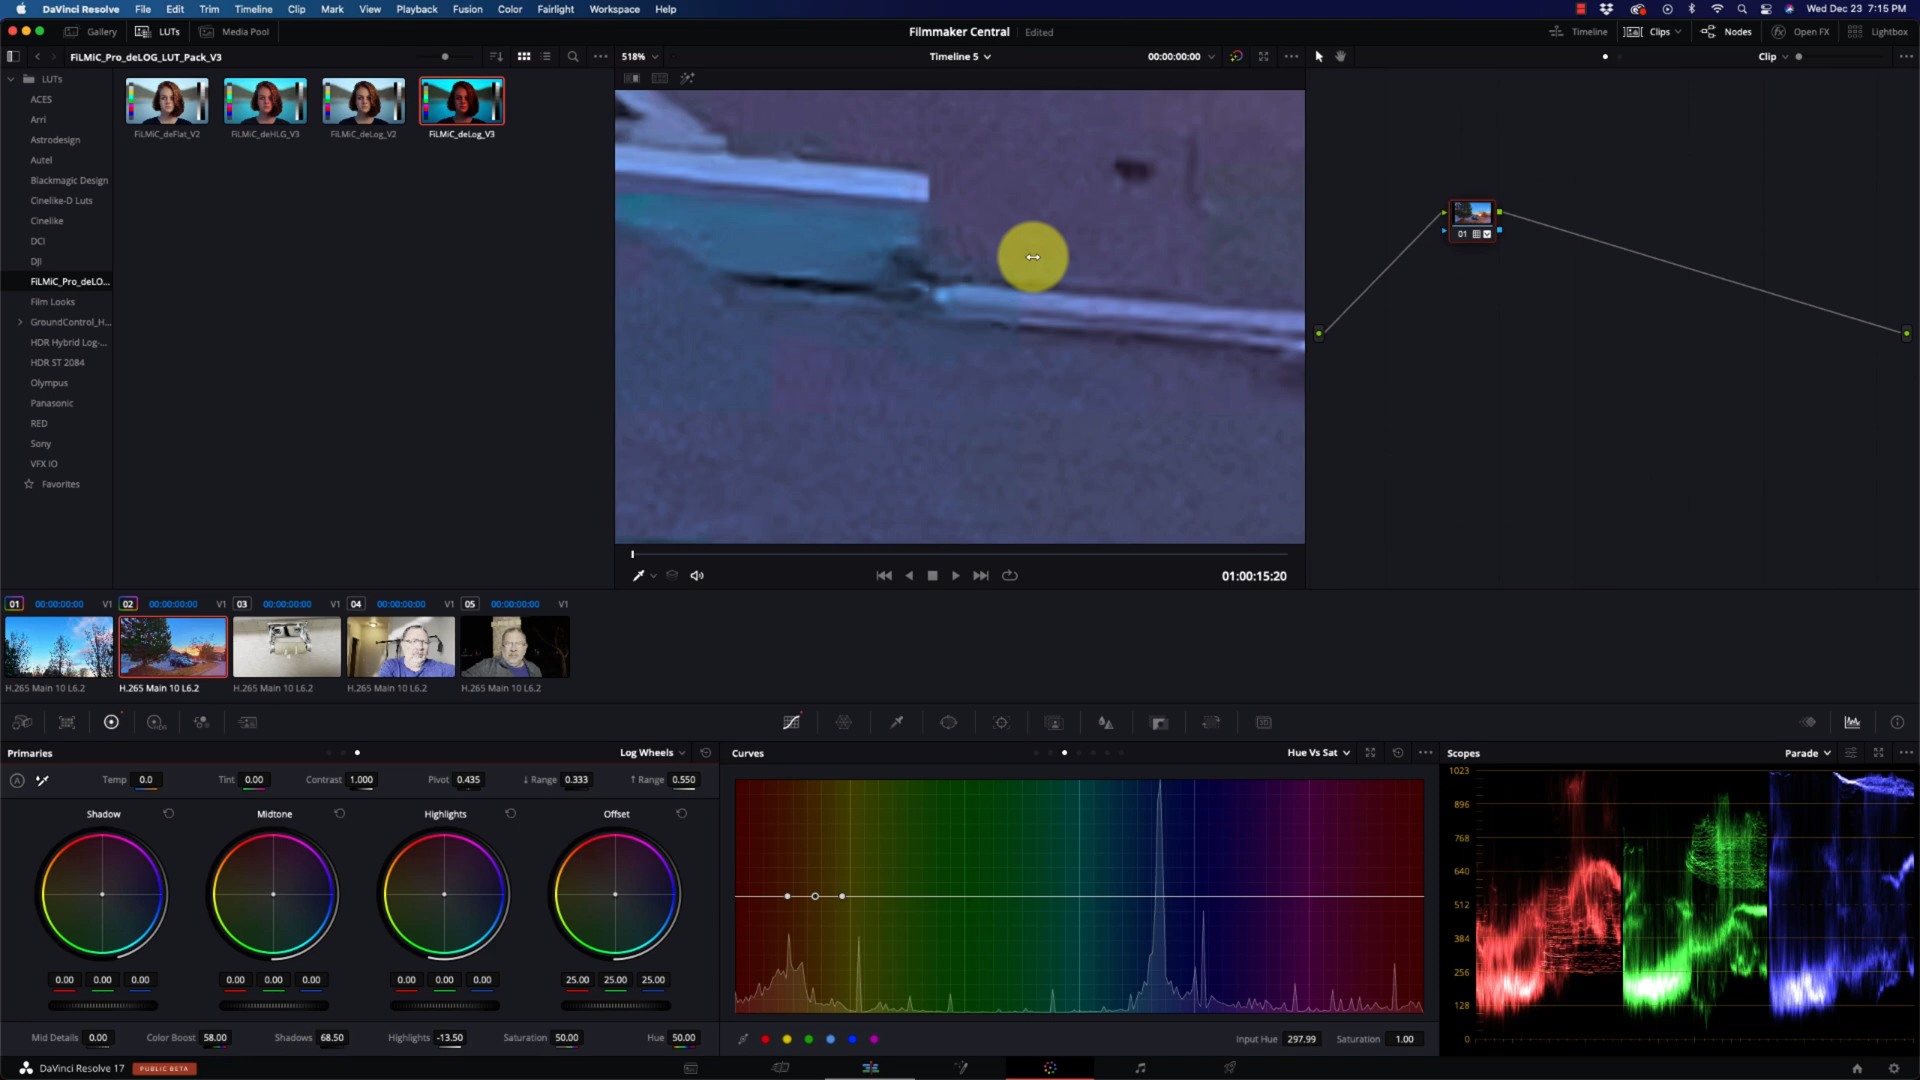 DaVinci Resolve File Edit Trim Timeline Clip Mark View Playback Fusion Color Fairlight Workspace Help Wed Dec 23 7:15 PM
Gallery LUTs Media Pool Filmmaker Central Edited Timeline Clips Nodes Open FX Lightbox
FiLMiC_Pro_deLOG_LUT_Pack_V3 518% Timeline 5 00:00:00:00 Clip
LUTs
ACES
Arri
Astrodesign
Autel
Blackmagic Design
Cinelike-D Luts
Cinelike
DCI
DJI
FiLMiC_Pro_deLO...
Film Looks
GroundControl_H...
HDR Hybrid Log-...
HDR ST 2084
Olympus
Panasonic
RED
Sony
VFX IO
Favorites
FiLMiC_deFlat_V2 FiLMiC_deHLG_V3 FiLMiC_deLog_V2 FiLMiC_deLog_V3
01
01:00:15:20
01 00:00:00:00 V1 02 00:00:00:00 V1 03 00:00:00:00 V1 04 00:00:00:00 V1 05 00:00:00:00 V1
H.265 Main 10 L6.2 H.265 Main 10 L6.2 H.265 Main 10 L6.2 H.265 Main 10 L6.2 H.265 Main 10 L6.2
Primaries Log Wheels
Temp 0.0 Tint 0.00 Contrast 1.000 Pivot 0.435 ↓ Range 0.333 ↑ Range 0.550
Shadow Midtone Highlights Offset
0.00 0.00 0.00 0.00 0.00 0.00 0.00 0.00 0.00 25.00 25.00 25.00
Mid Details 0.00 Color Boost 58.00 Shadows 68.50 Highlights -13.50 Saturation 50.00 Hue 50.00
Curves Hue Vs Sat
Input Hue 297.99 Saturation 1.00
Scopes Parade
1023
896
768
640
512
384
256
128
0
DaVinci Resolve 17 PUBLIC BETA